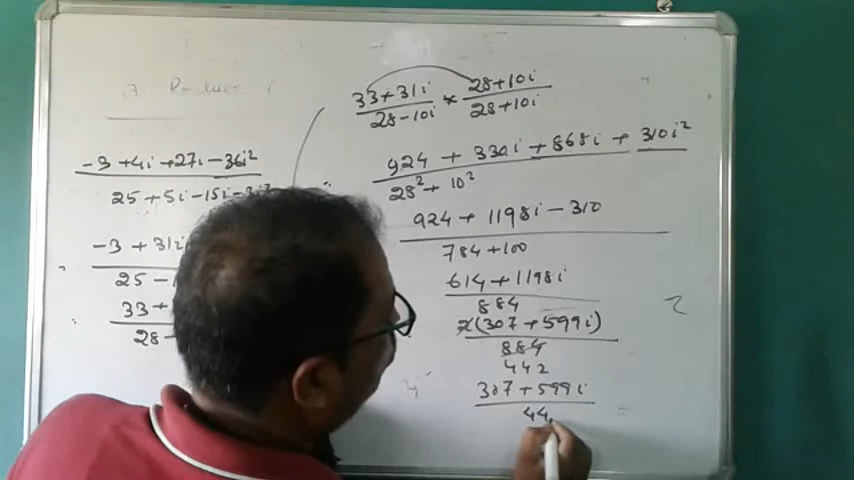 -3 + 4i + 27i - 36i²
25 + 5i - 15i - 3i²
-3 + 31i
25 - 1
33 +
28 -
33 + 31i / 28 - 10i * 28 + 10i / 28 + 10i
924 + 330i + 868i + 310i²
28² + 10²
924 + 1198i - 310
784 + 100
614 + 1198i
884
2(307 + 599i)
884
442
307 + 599i
44